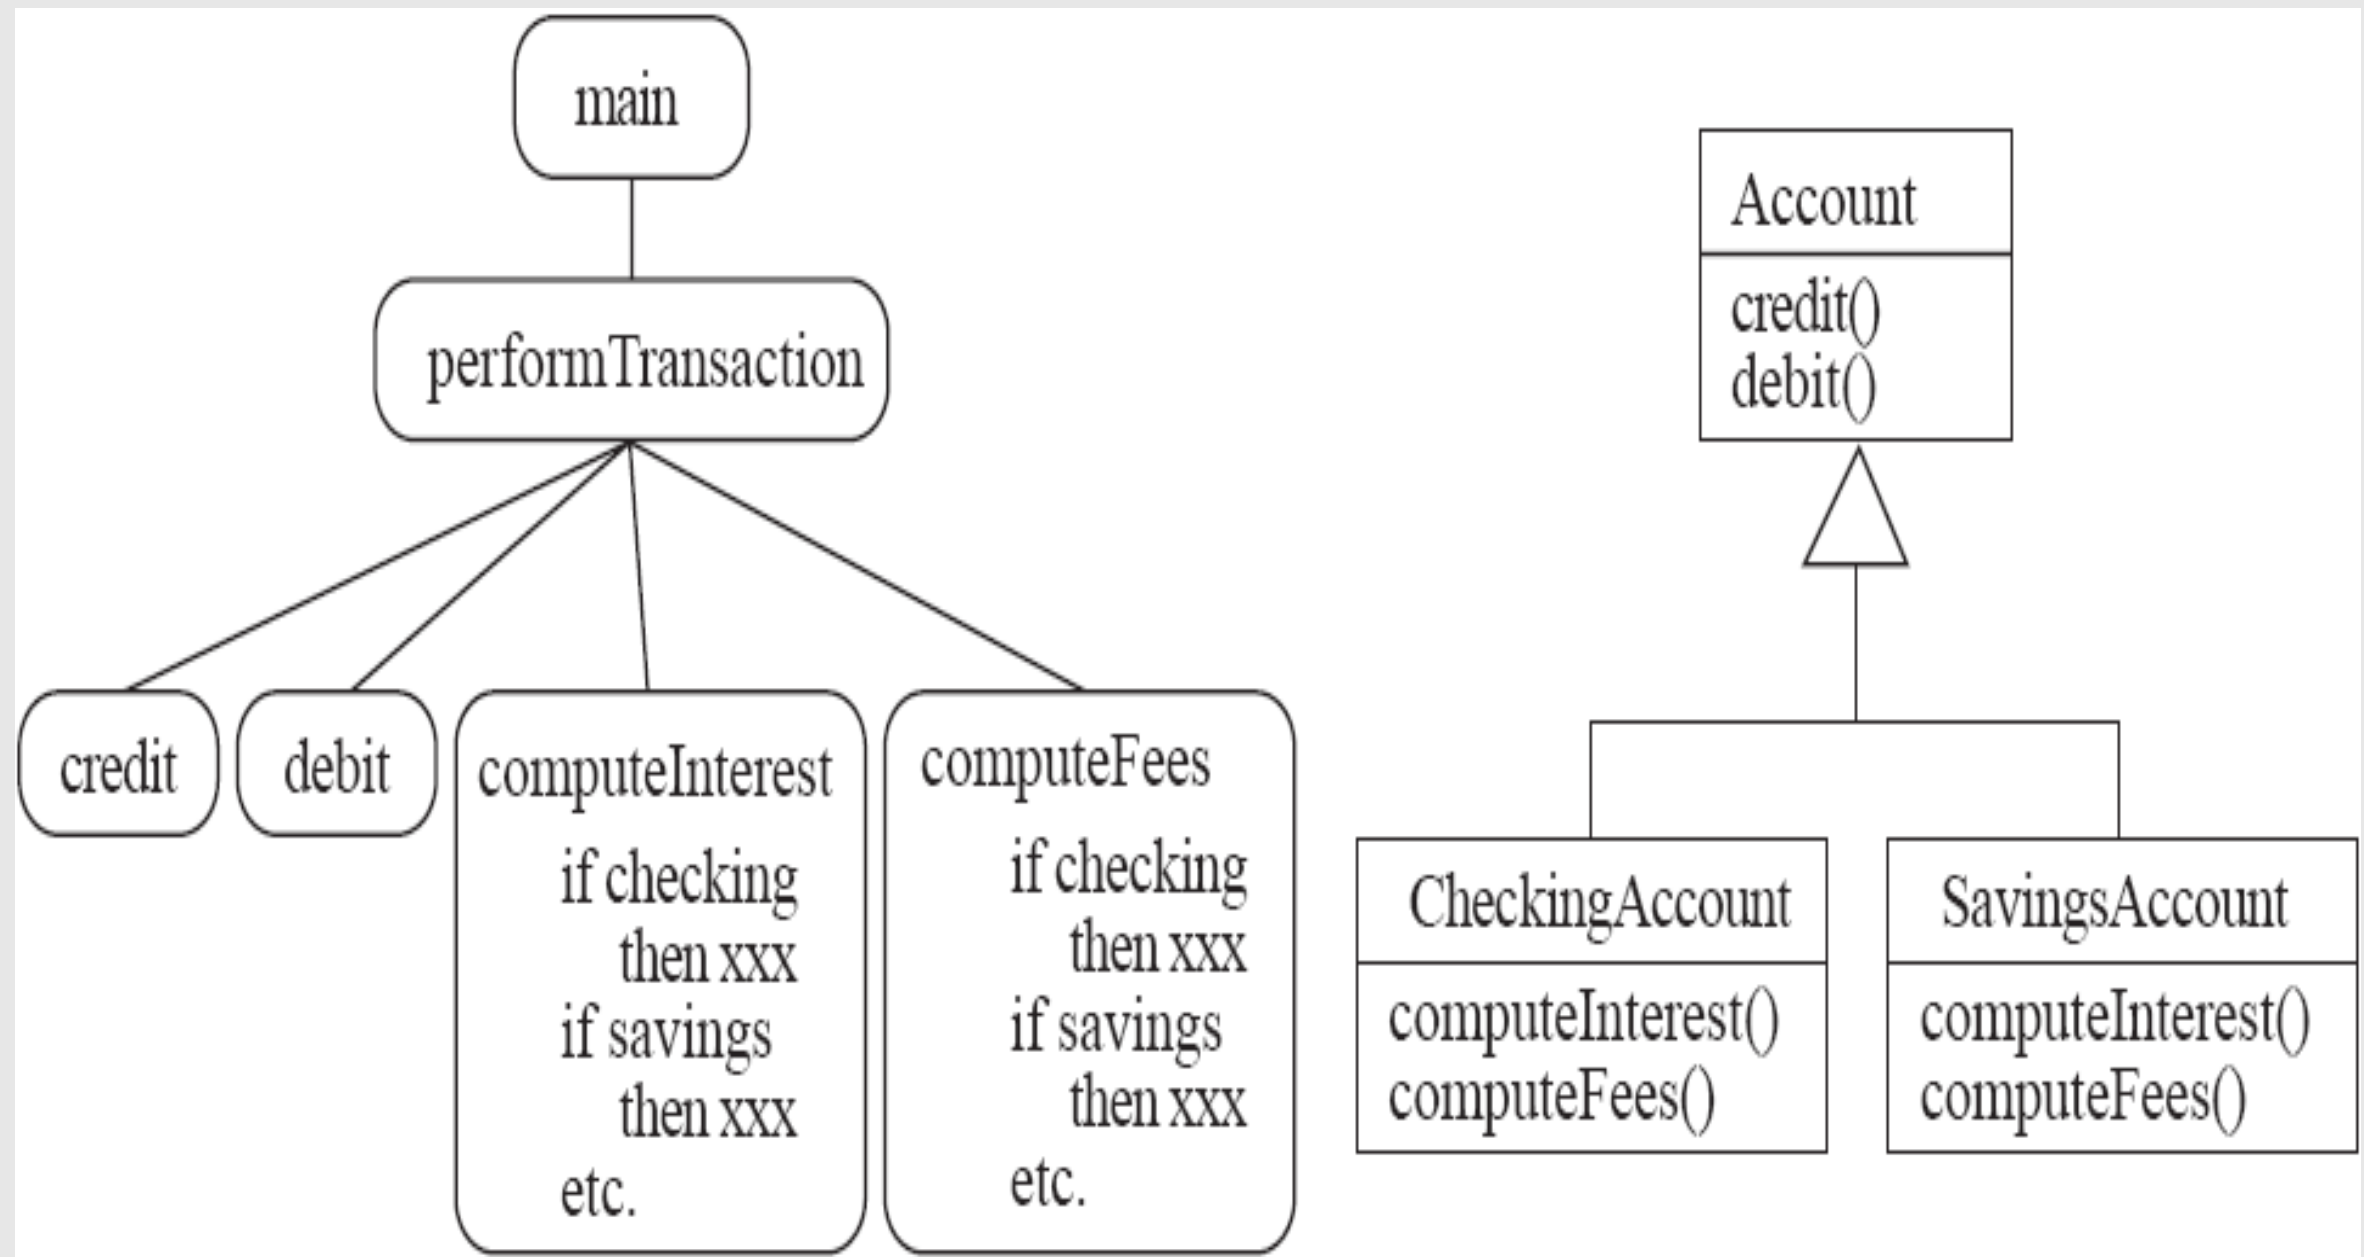 main
performTransaction
credit
debit
computeInterest
if checking
then xxx
if savings
then xxx
etc.
computeFees
if checking
then xxx
if savings
then xxx
etc.
Account
credit()
debit()
CheckingAccount
computeInterest()
computeFees()
SavingsAccount
computeInterest()
computeFees()